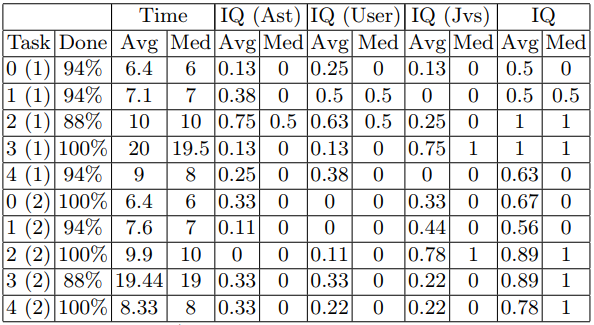 Time IQ (Ast) IQ (User) IQ (Jvs) IQ
Task Done Avg Med Avg Med Avg Med Avg Med Avg Med
0 (1) 94% 6.4 6 0.13 0 0.25 0 0.13 0 0.5 0
1 (1) 94% 7.1 7 0.38 0 0.5 0.5 0 0 0.5 0.5
2 (1) 88% 10 10 0.75 0.5 0.63 0.5 0.25 0 1 1
3 (1) 100% 20 19.5 0.13 0 0.13 0 0.75 1 1 1
4 (1) 94% 9 8 0.25 0 0.38 0 0 0 0.63 0
0 (2) 100% 6.4 6 0.33 0 0 0 0.33 0 0.67 0
1 (2) 94% 7.6 7 0.11 0 0 0 0.44 0 0.56 0
2 (2) 100% 9.9 10 0 0 0.11 0 0.78 1 0.89 1
3 (2) 88% 19.44 19 0.33 0 0.33 0 0.22 0 0.89 1
4 (2) 100% 8.33 8 0.33 0 0.22 0 0.22 0 0.78 1